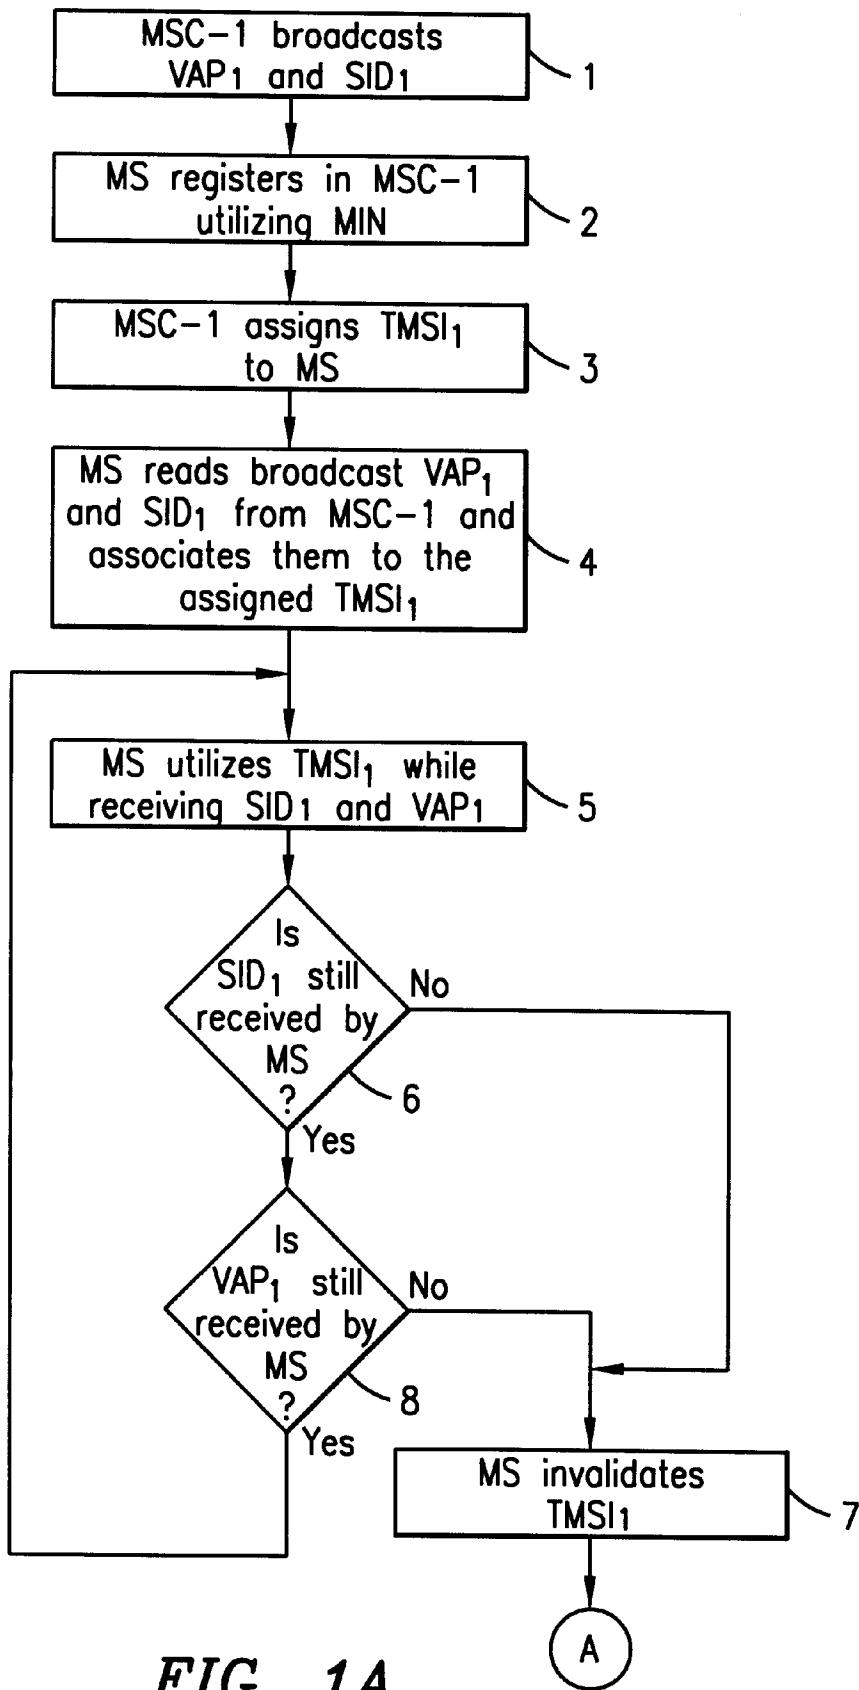 MSC-1 broadcasts
VAP₁ and SID₁
1
MS registers in MSC-1
utilizing MIN
2
MSC-1 assigns TMSI₁
to MS
3
MS reads broadcast VAP₁
and SID₁ from MSC-1 and
associates them to the
assigned TMSI₁
4
MS utilizes TMSI₁ while
receiving SID₁ and VAP₁
5
Is
SID₁ still
received by
MS
?
No
6
Yes
Is
VAP₁ still
received by
MS
?
No
8
Yes
MS invalidates
TMSI₁
7
A
FIG. 1A